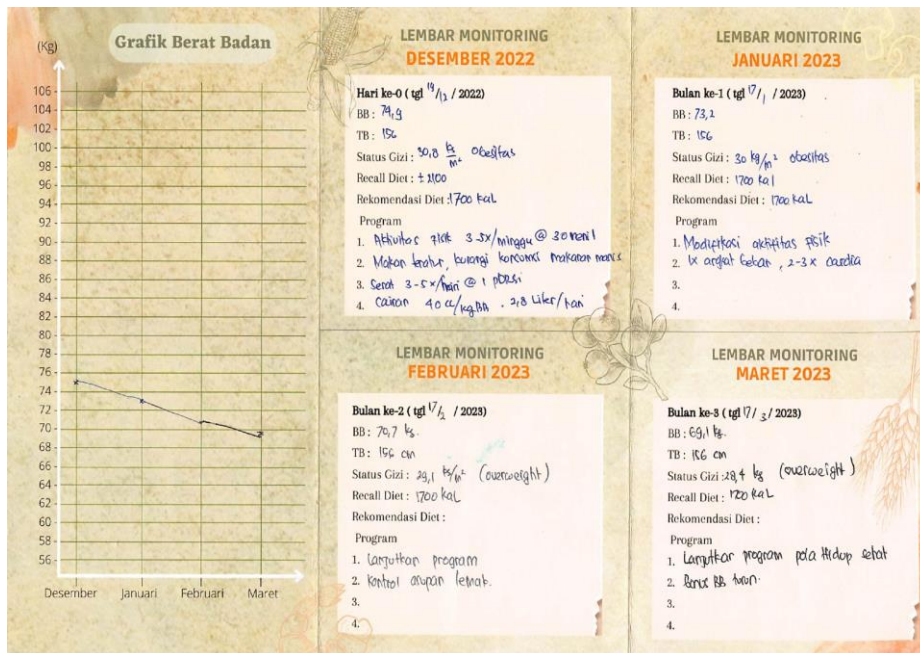 Grafik Berat Badan
(Kg)
106
104
102
100
98
96
94
92
90
88
86
84
82
80
78
76
74
72
70
68
66
64
62
60
58
56
Desember Januari Februari Maret
LEMBAR MONITORING
DESEMBER 2022
Hari ke-0 ( tgl 19/12 / 2022)
BB : 74,9
TB : 156
Status Gizi : 30,8 kg/m² Obesitas
Recall Diet : ± 2100
Rekomendasi Diet : 1700 kaL
Program
1. Aktivitas fisik 3-5x/minggu @ 30 menit
2. Makan teratur, kurangi konsumsi makanan manis
3. Serat 3-5x/hari @ 1 porsi
4. Cairan 40 cc/kgBB . 2,8 Liter/hari
LEMBAR MONITORING
JANUARI 2023
Bulan ke-1 ( tgl 17/1 / 2023)
BB : 73,2
TB : 156
Status Gizi : 30 kg/m² obesitas
Recall Diet : 1700 kal
Rekomendasi Diet : 1700 kaL
Program
1. Modifikasi aktifitas fisik
2. 1x angkat beban , 2-3x cardio
3.
4.
LEMBAR MONITORING
FEBRUARI 2023
Bulan ke-2 ( tgl 17/2 / 2023)
BB : 70,7 kg.
TB : 156 cm
Status Gizi : 29,1 kg/m² (overweight)
Recall Diet : 1700 kaL
Rekomendasi Diet :
Program
1. Lanjutkan program
2. Kontrol asupan lemak.
3.
4.
LEMBAR MONITORING
MARET 2023
Bulan ke-3 ( tgl 17/3 / 2023)
BB : 69,1 kg.
TB : 156 cm
Status Gizi : 28,4 kg (overweight)
Recall Diet : kaL
Rekomendasi Diet :
Program
1. Lanjutkan program pola hidup sehat
2. BB turun.
3.
4.